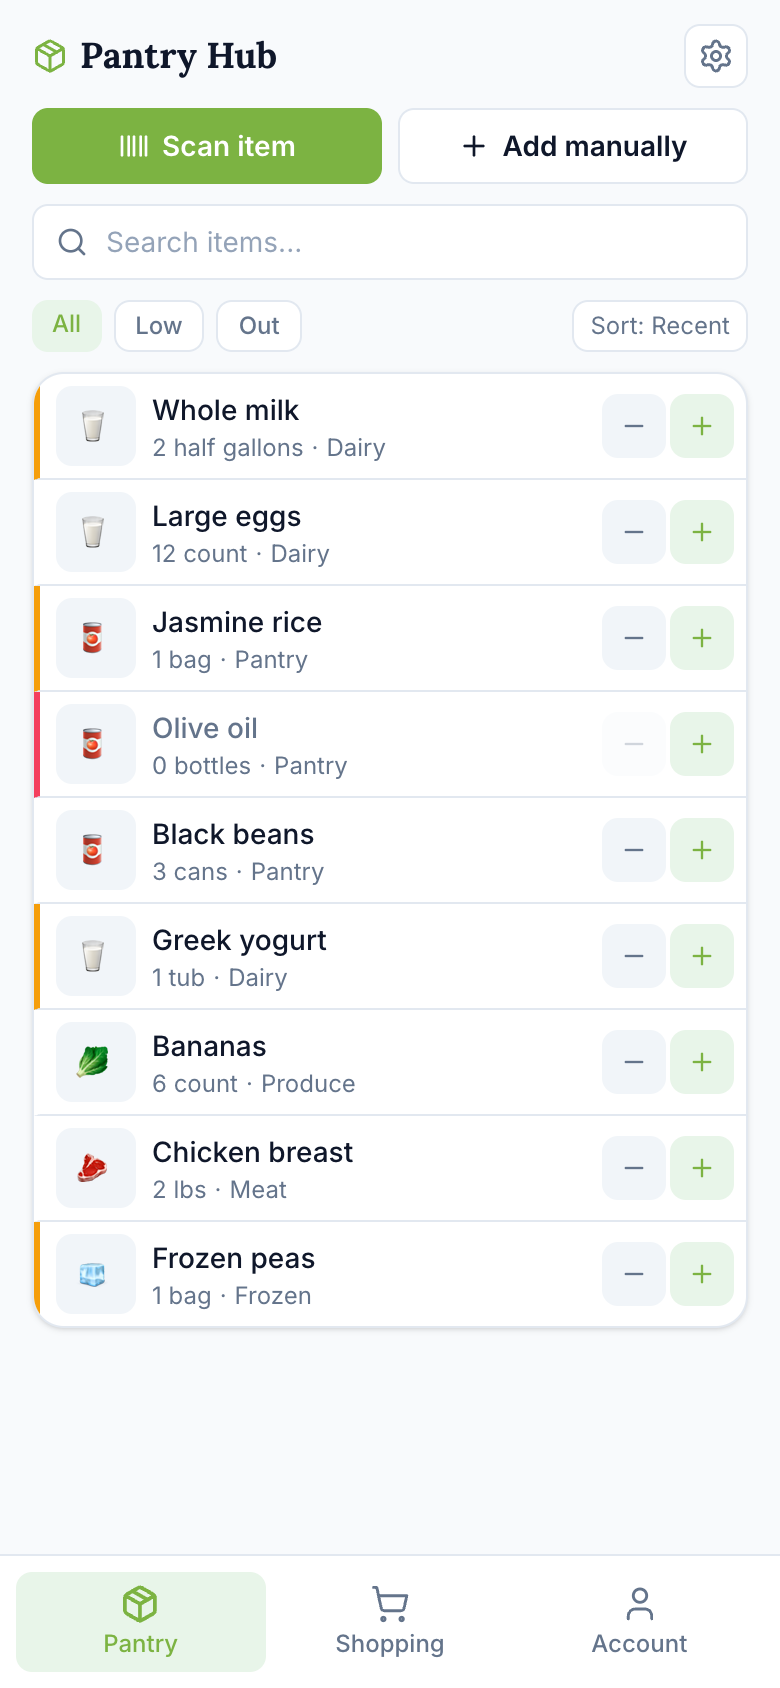 Pantry Hub
Scan item
Add manually
Search items...
All
Low
Out
Sort: Recent
Whole milk
2 half gallons · Dairy
Large eggs
12 count · Dairy
Jasmine rice
1 bag · Pantry
Olive oil
0 bottles · Pantry
Black beans
3 cans · Pantry
Greek yogurt
1 tub · Dairy
Bananas
6 count · Produce
Chicken breast
2 lbs · Meat
Frozen peas
1 bag · Frozen
Pantry
Shopping
Account